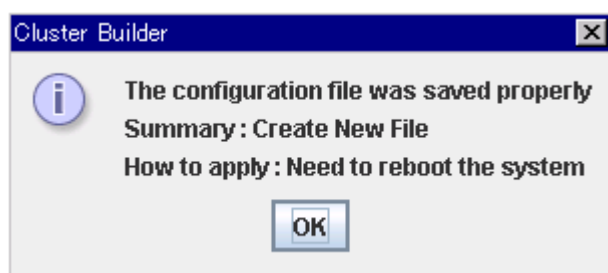 Cluster Builder
The configuration file was saved properly
Summary : Create New File
How to apply : Need to reboot the system
OK